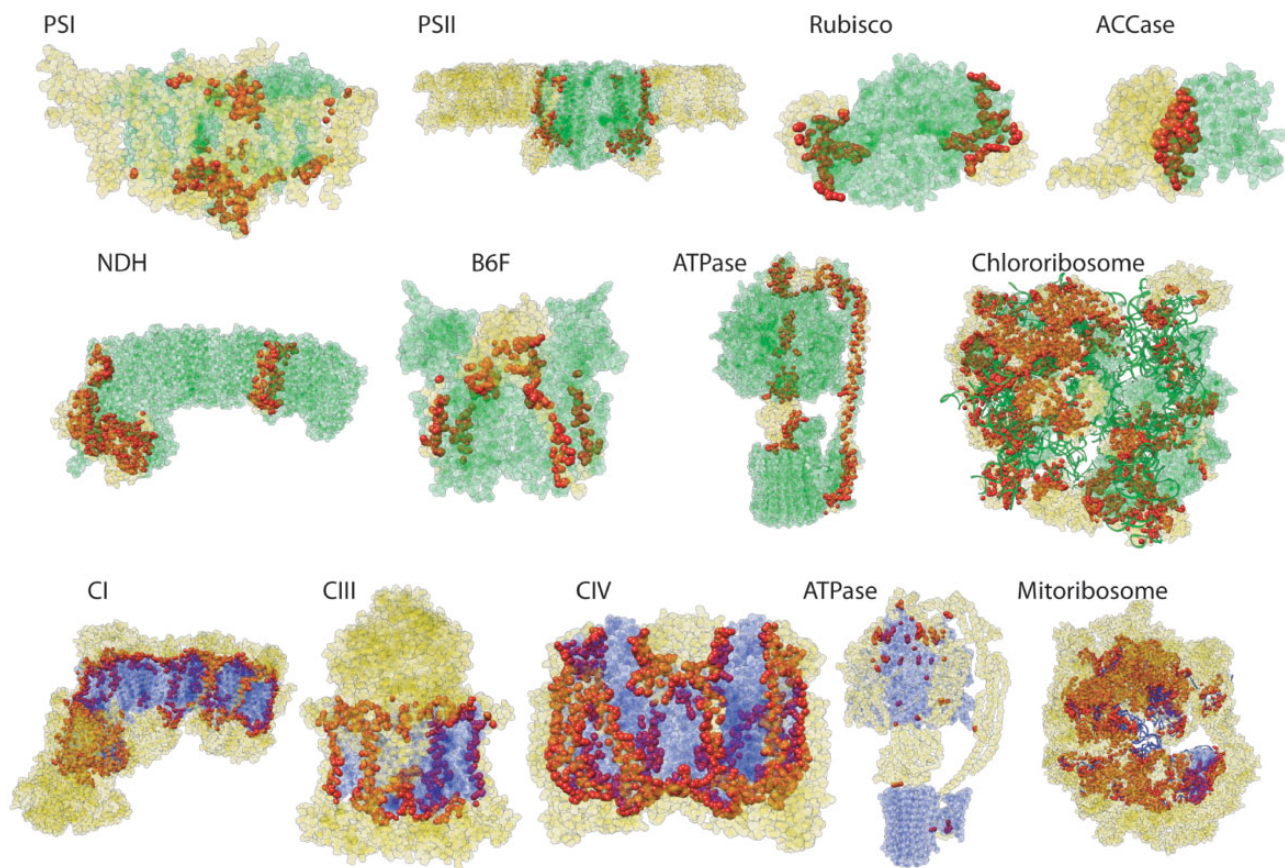 PSI
PSII
Rubisco
ACCase
NDH
B6F
ATPase
Chlororibosome
CI
CIII
CIV
ATPase
Mitoribosome